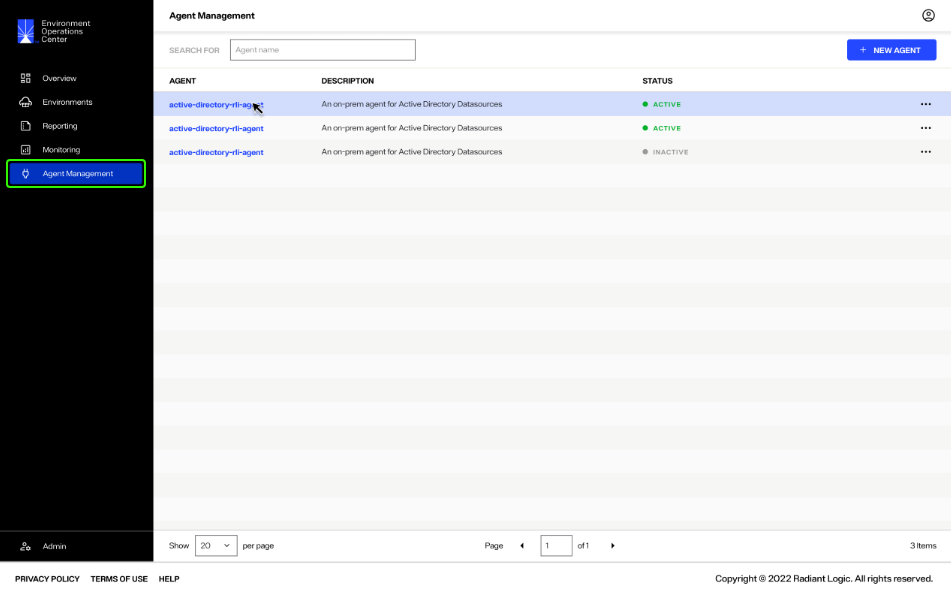 Environment
Operations
Center
Agent Management
SEARCH FOR
Agent name
+ NEW AGENT
Overview
Environments
Reporting
Monitoring
Agent Management
AGENT DESCRIPTION STATUS
active-directory-rli-agent An on-prem agent for Active Directory Datasources ACTIVE
active-directory-rli-agent An on-prem agent for Active Directory Datasources ACTIVE
active-directory-rli-agent An on-prem agent for Active Directory Datasources INACTIVE
Admin
Show 20 per page Page 1 of 1 3 Items
PRIVACY POLICY TERMS OF USE HELP Copyright @ 2022 Radiant Logic. All rights reserved.